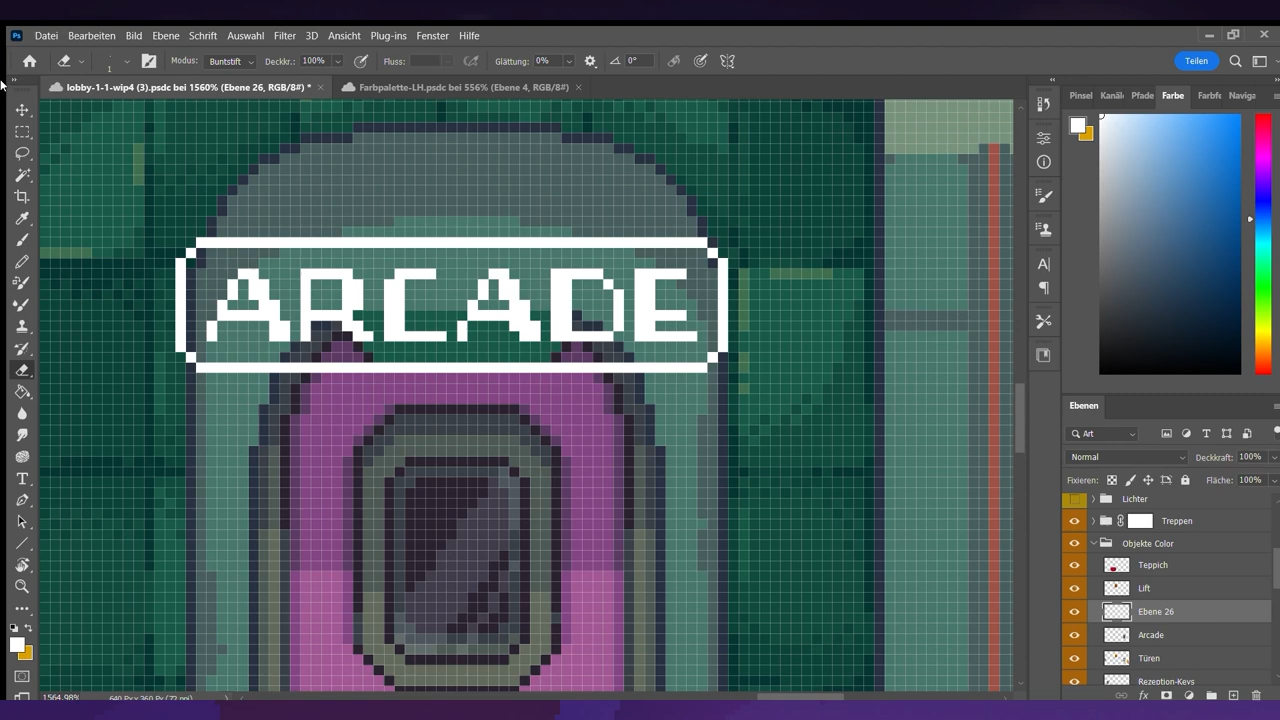 Ps Datei Bearbeiten Bild Ebene Schrift Auswahl Filter 3D Ansicht Plug-ins Fenster Hilfe
1 Modus: Buntstift Deckkr.: 100% Fluss: Glättung: 0% 0° Teilen
lobby-1-1-wip4 (3).psdc bei 1560% (Ebene 26, RGB/8#) * Farbpalette-LH.psdc bei 556% (Ebene 4, RGB/8#)
Pinsel Kanäl Pfade Farbe Farbfe Naviga
ARCADE
Ebenen
Art
Normal Deckkraft: 100%
Fixieren: Fläche: 100%
Lichter
Treppen
Objekte Color
Teppich
Lift
Ebene 26
Arcade
Türen
Rezeption-Keys
1564,98% 640 Px x 360 Px (72 ppi)
fx